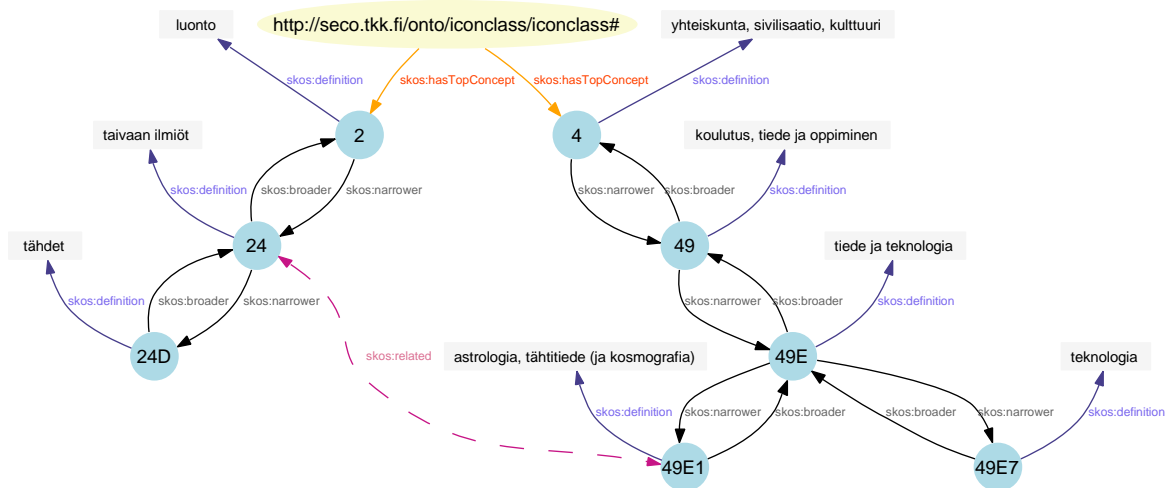 http://seco.tkk.fi/onto/iconclass/iconclass#
luonto
yhteiskunta, sivilisaatio, kulttuuri
skos:definition
skos:hasTopConcept
skos:hasTopConcept
skos:definition
taivaan ilmiöt
2
4
koulutus, tiede ja oppiminen
skos:definition
skos:broader
skos:narrower
skos:narrower
skos:broader
skos:definition
tähdet
24
49
tiede ja teknologia
skos:definition
skos:broader
skos:narrower
skos:narrower
skos:broader
skos:definition
24D
skos:related
astrologia, tähtitiede (ja kosmografia)
49E
teknologia
skos:definition
skos:narrower
skos:broader
skos:broader
skos:narrower
skos:definition
49E1
49E7